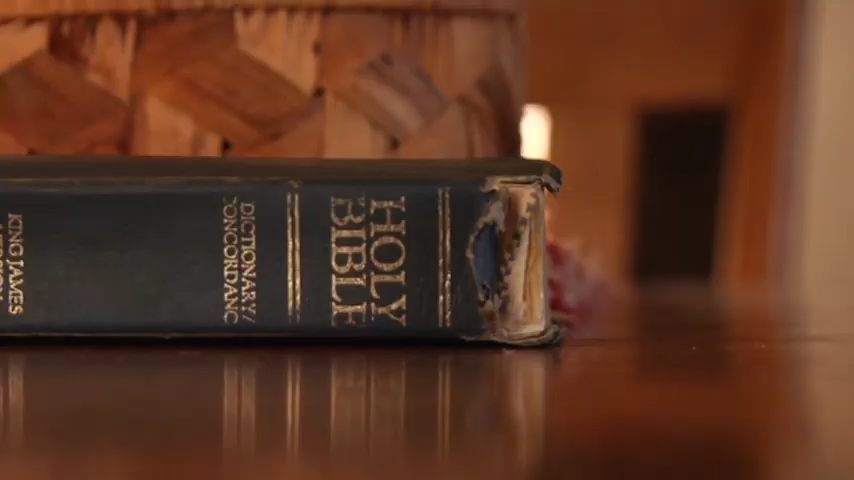 HOLY
BIBLE
DICTIONARY/
CONCORDANC
KING JAMES